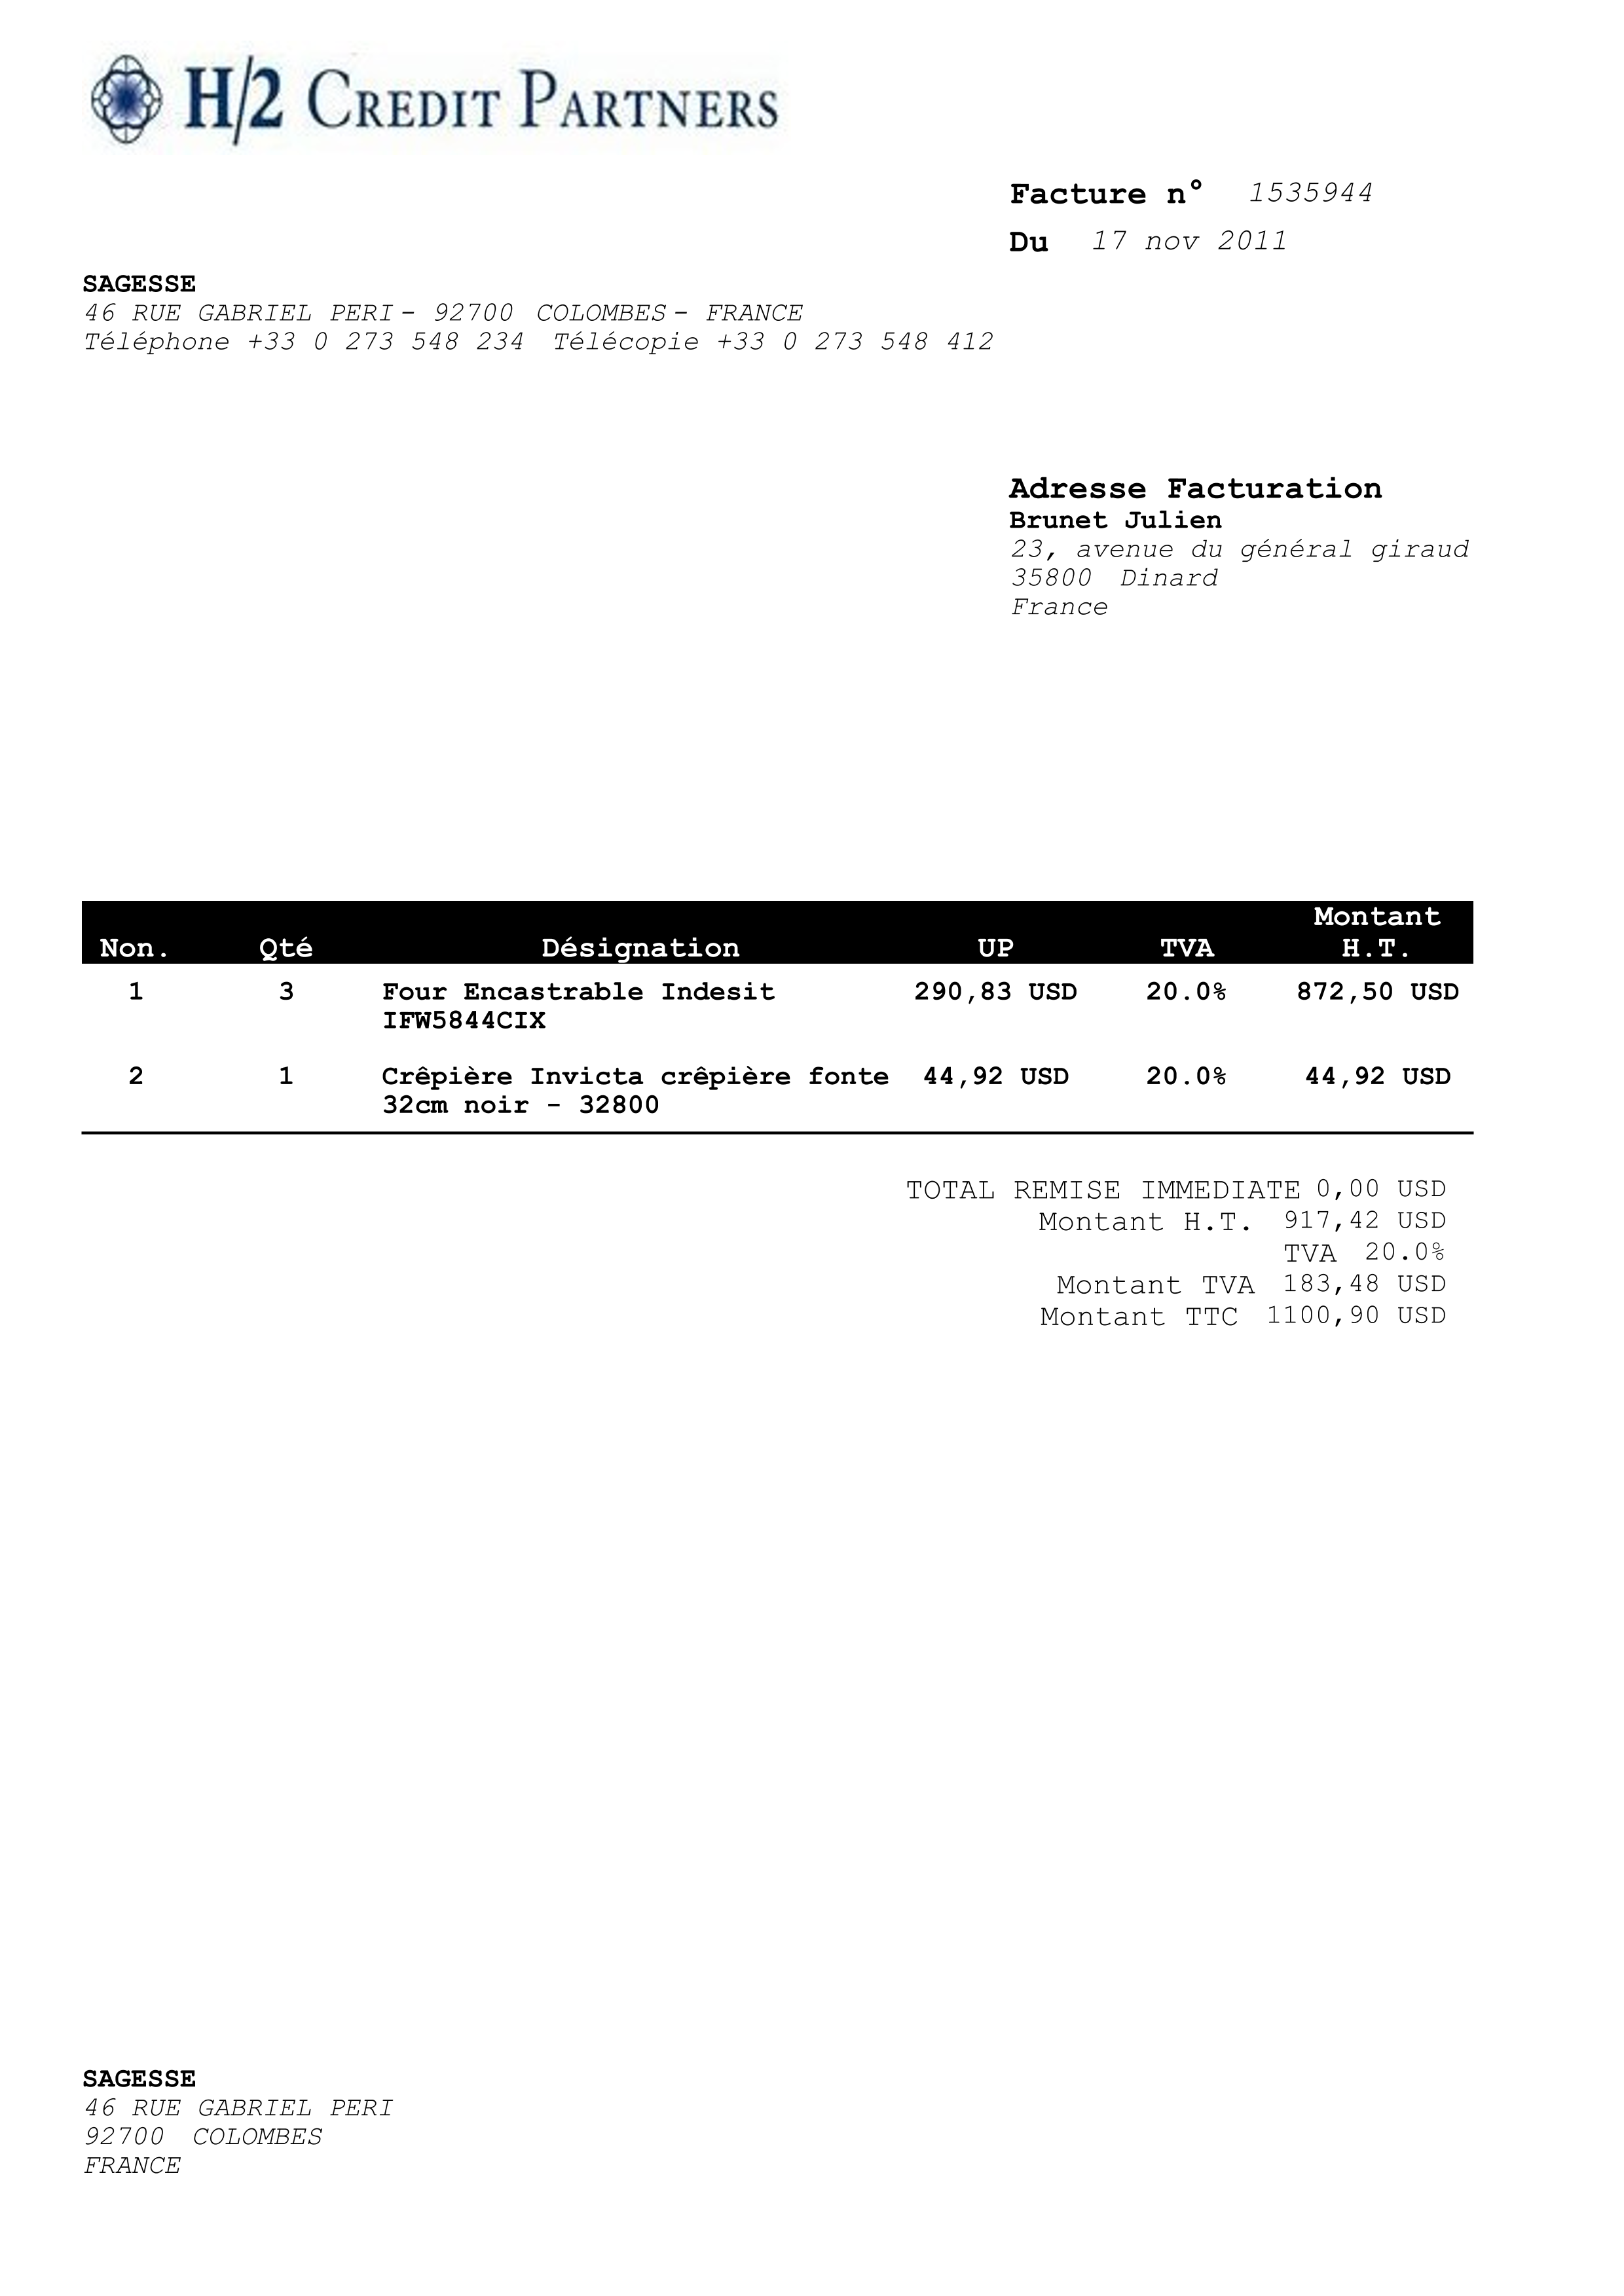 H/2 CREDIT PARTNERS
Facture n° 1535944
Du 17 nov 2011
SAGESSE
46 RUE GABRIEL PERI - 92700 COLOMBES - FRANCE
Téléphone +33 0 273 548 234 Télécopie +33 0 273 548 412
Adresse Facturation
Brunet Julien
23, avenue du général giraud
35800 Dinard
France
Montant
Non. Qté Désignation UP TVA H.T.
1 3 Four Encastrable Indesit 290,83 USD 20.0% 872,50 USD
IFW5844CIX
2 1 Crêpière Invicta crêpière fonte 44,92 USD 20.0% 44,92 USD
32cm noir - 32800
TOTAL REMISE IMMEDIATE 0,00 USD
Montant H.T. 917,42 USD
TVA 20.0%
Montant TVA 183,48 USD
Montant TTC 1100,90 USD
SAGESSE
46 RUE GABRIEL PERI
92700 COLOMBES
FRANCE